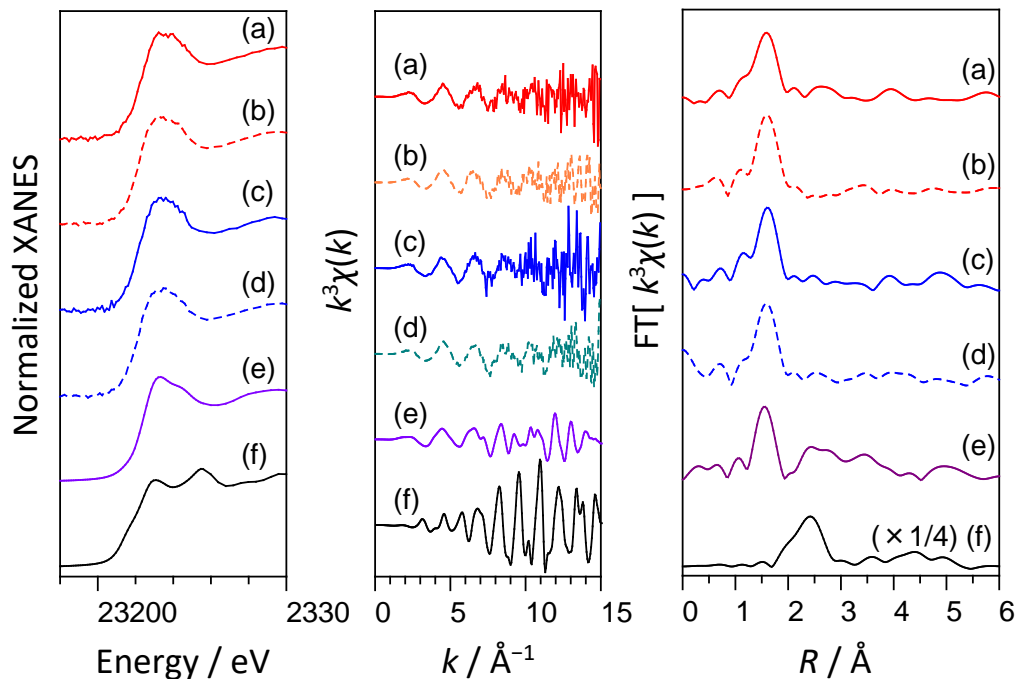 Normalized XANES
(a)
(b)
(c)
(d)
(e)
(f)
23200
23300
Energy / eV
k³χ(k)
(a)
(b)
(c)
(d)
(e)
(f)
0 5 10 15
k / Å⁻¹
FT[ k³χ(k) ]
(a)
(b)
(c)
(d)
(e)
(×1/4) (f)
0 1 2 3 4 5 6
R / Å